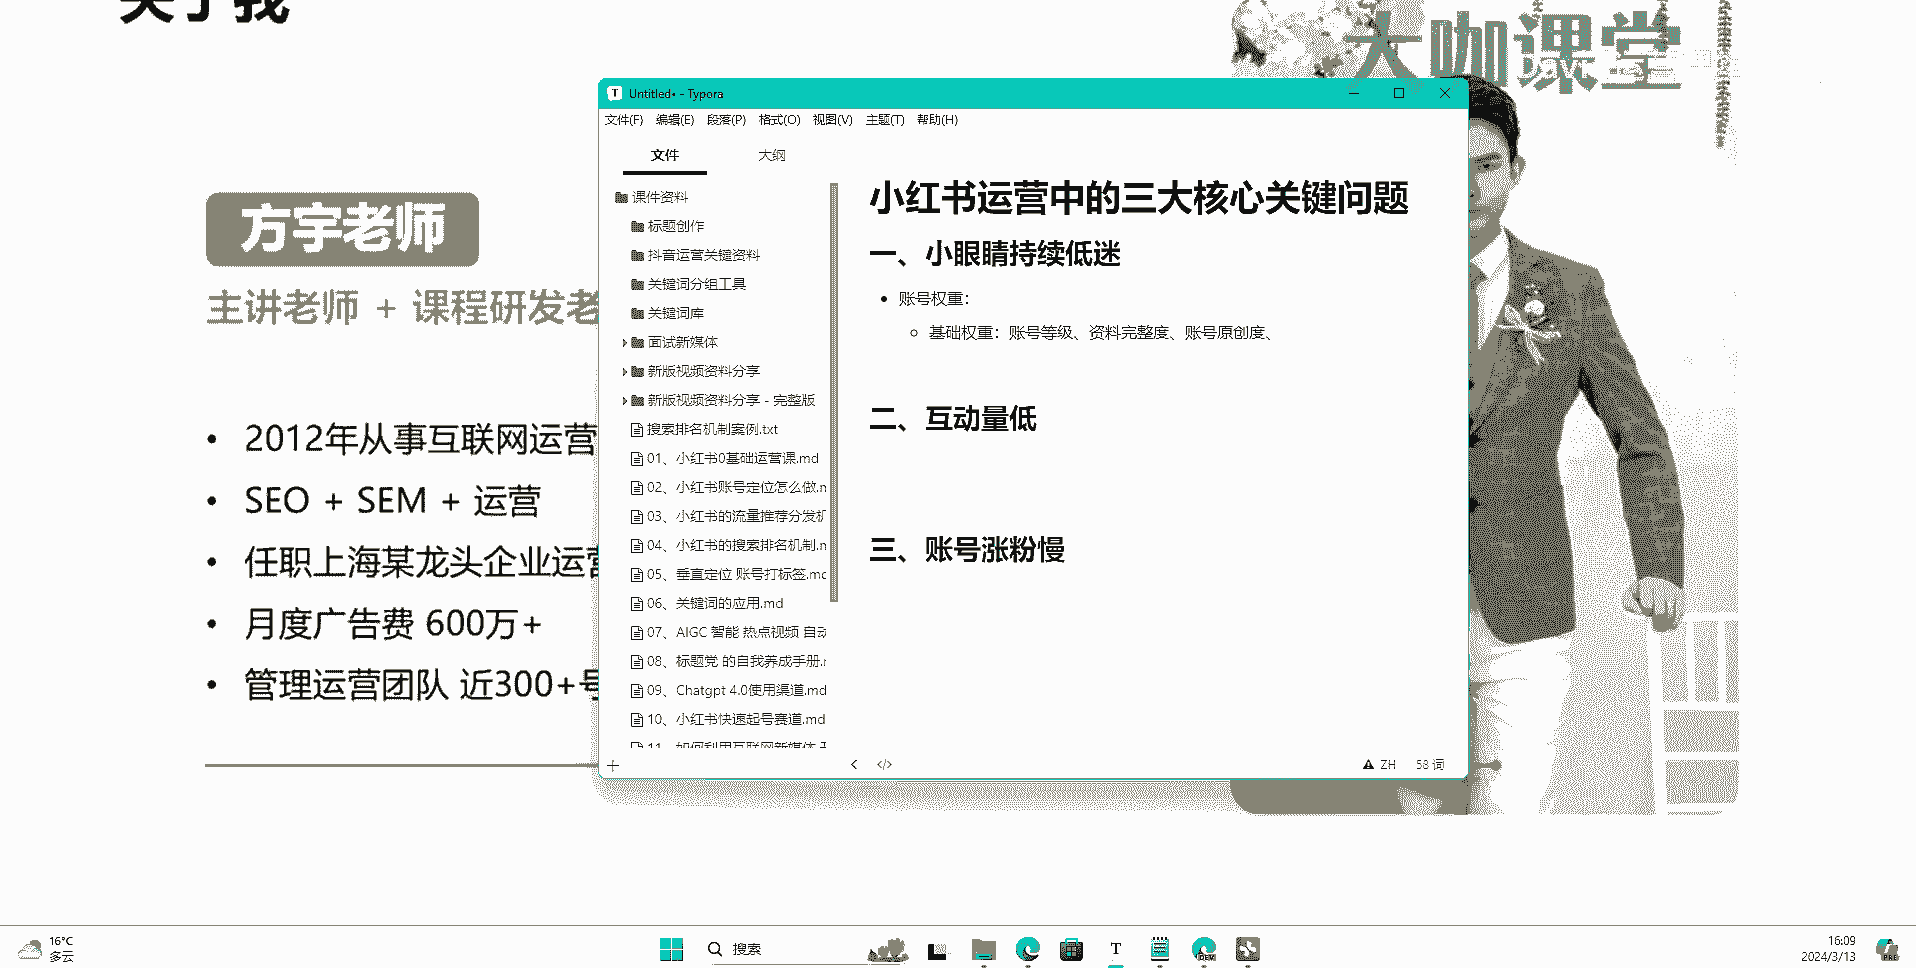 关于我
大咖课堂
方宇老师
主讲老师 + 课程研发老
• 2012年从事互联网运营
• SEO + SEM + 运营
• 任职上海某龙头企业运营
• 月度广告费 600万+
• 管理运营团队 近300+号
Untitled• - Typora
文件(F) 编辑(E) 段落(P) 格式(O) 视图(V) 主题(T) 帮助(H)
文件 大纲
课件资料
标题创作
抖音运营关键资料
关键词分组工具
关键词库
面试新媒体
新版视频资料分享
新版视频资料分享 - 完整版
搜索排名机制案例.txt
01、小红书0基础运营课.md
02、小红书账号定位怎么做.m
03、小红书的流量推荐分发机
04、小红书的搜索排名机制.m
05、垂直定位 账号打标签.md
06、关键词的应用.md
07、AIGC 智能 热点视频 自动
08、标题党 的自我养成手册.m
09、Chatgpt 4.0使用渠道.md
10、小红书快速起号赛道.md
11、如何利用互联网新媒体
小红书运营中的三大核心关键问题
一、小眼睛持续低迷
• 账号权重：
○ 基础权重：账号等级、资料完整度、账号原创度、
二、互动量低
三、账号涨粉慢
ZH 58 词
16°C
多云
搜索
16:09
2024/3/13